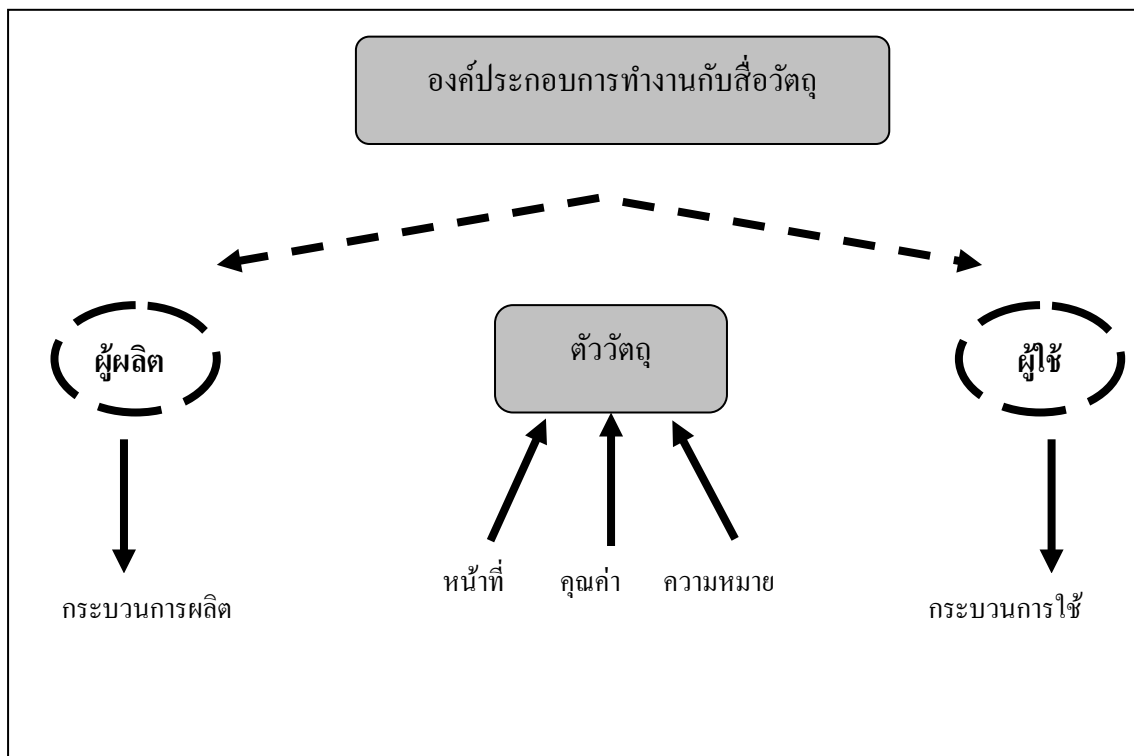 องค์ประกอบการทำงานกับสื่อวัตถุ
ผู้ผลิต
ตัววัตถุ
ผู้ใช้
หน้าที่
คุณค่า
ความหมาย
กระบวนการผลิต
กระบวนการใช้